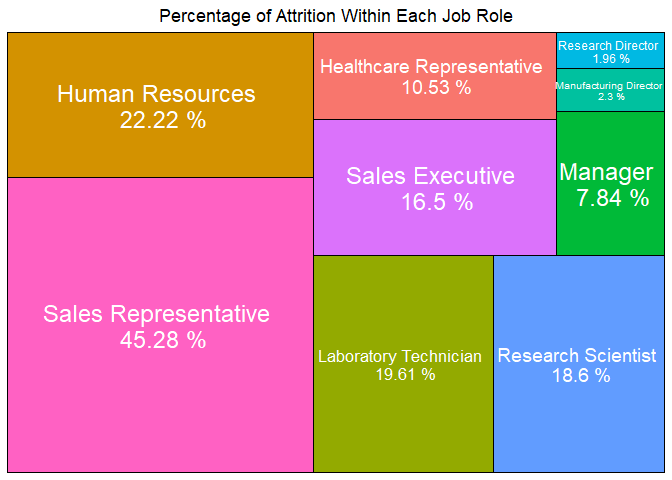 Percentage of Attrition Within Each Job Role
Human Resources
22.22 %
Sales Representative
45.28 %
Healthcare Representative
10.53 %
Sales Executive
16.5 %
Research Director
1.96 %
Manufacturing Director
2.3 %
Manager
7.84 %
Laboratory Technician
19.61 %
Research Scientist
18.6 %